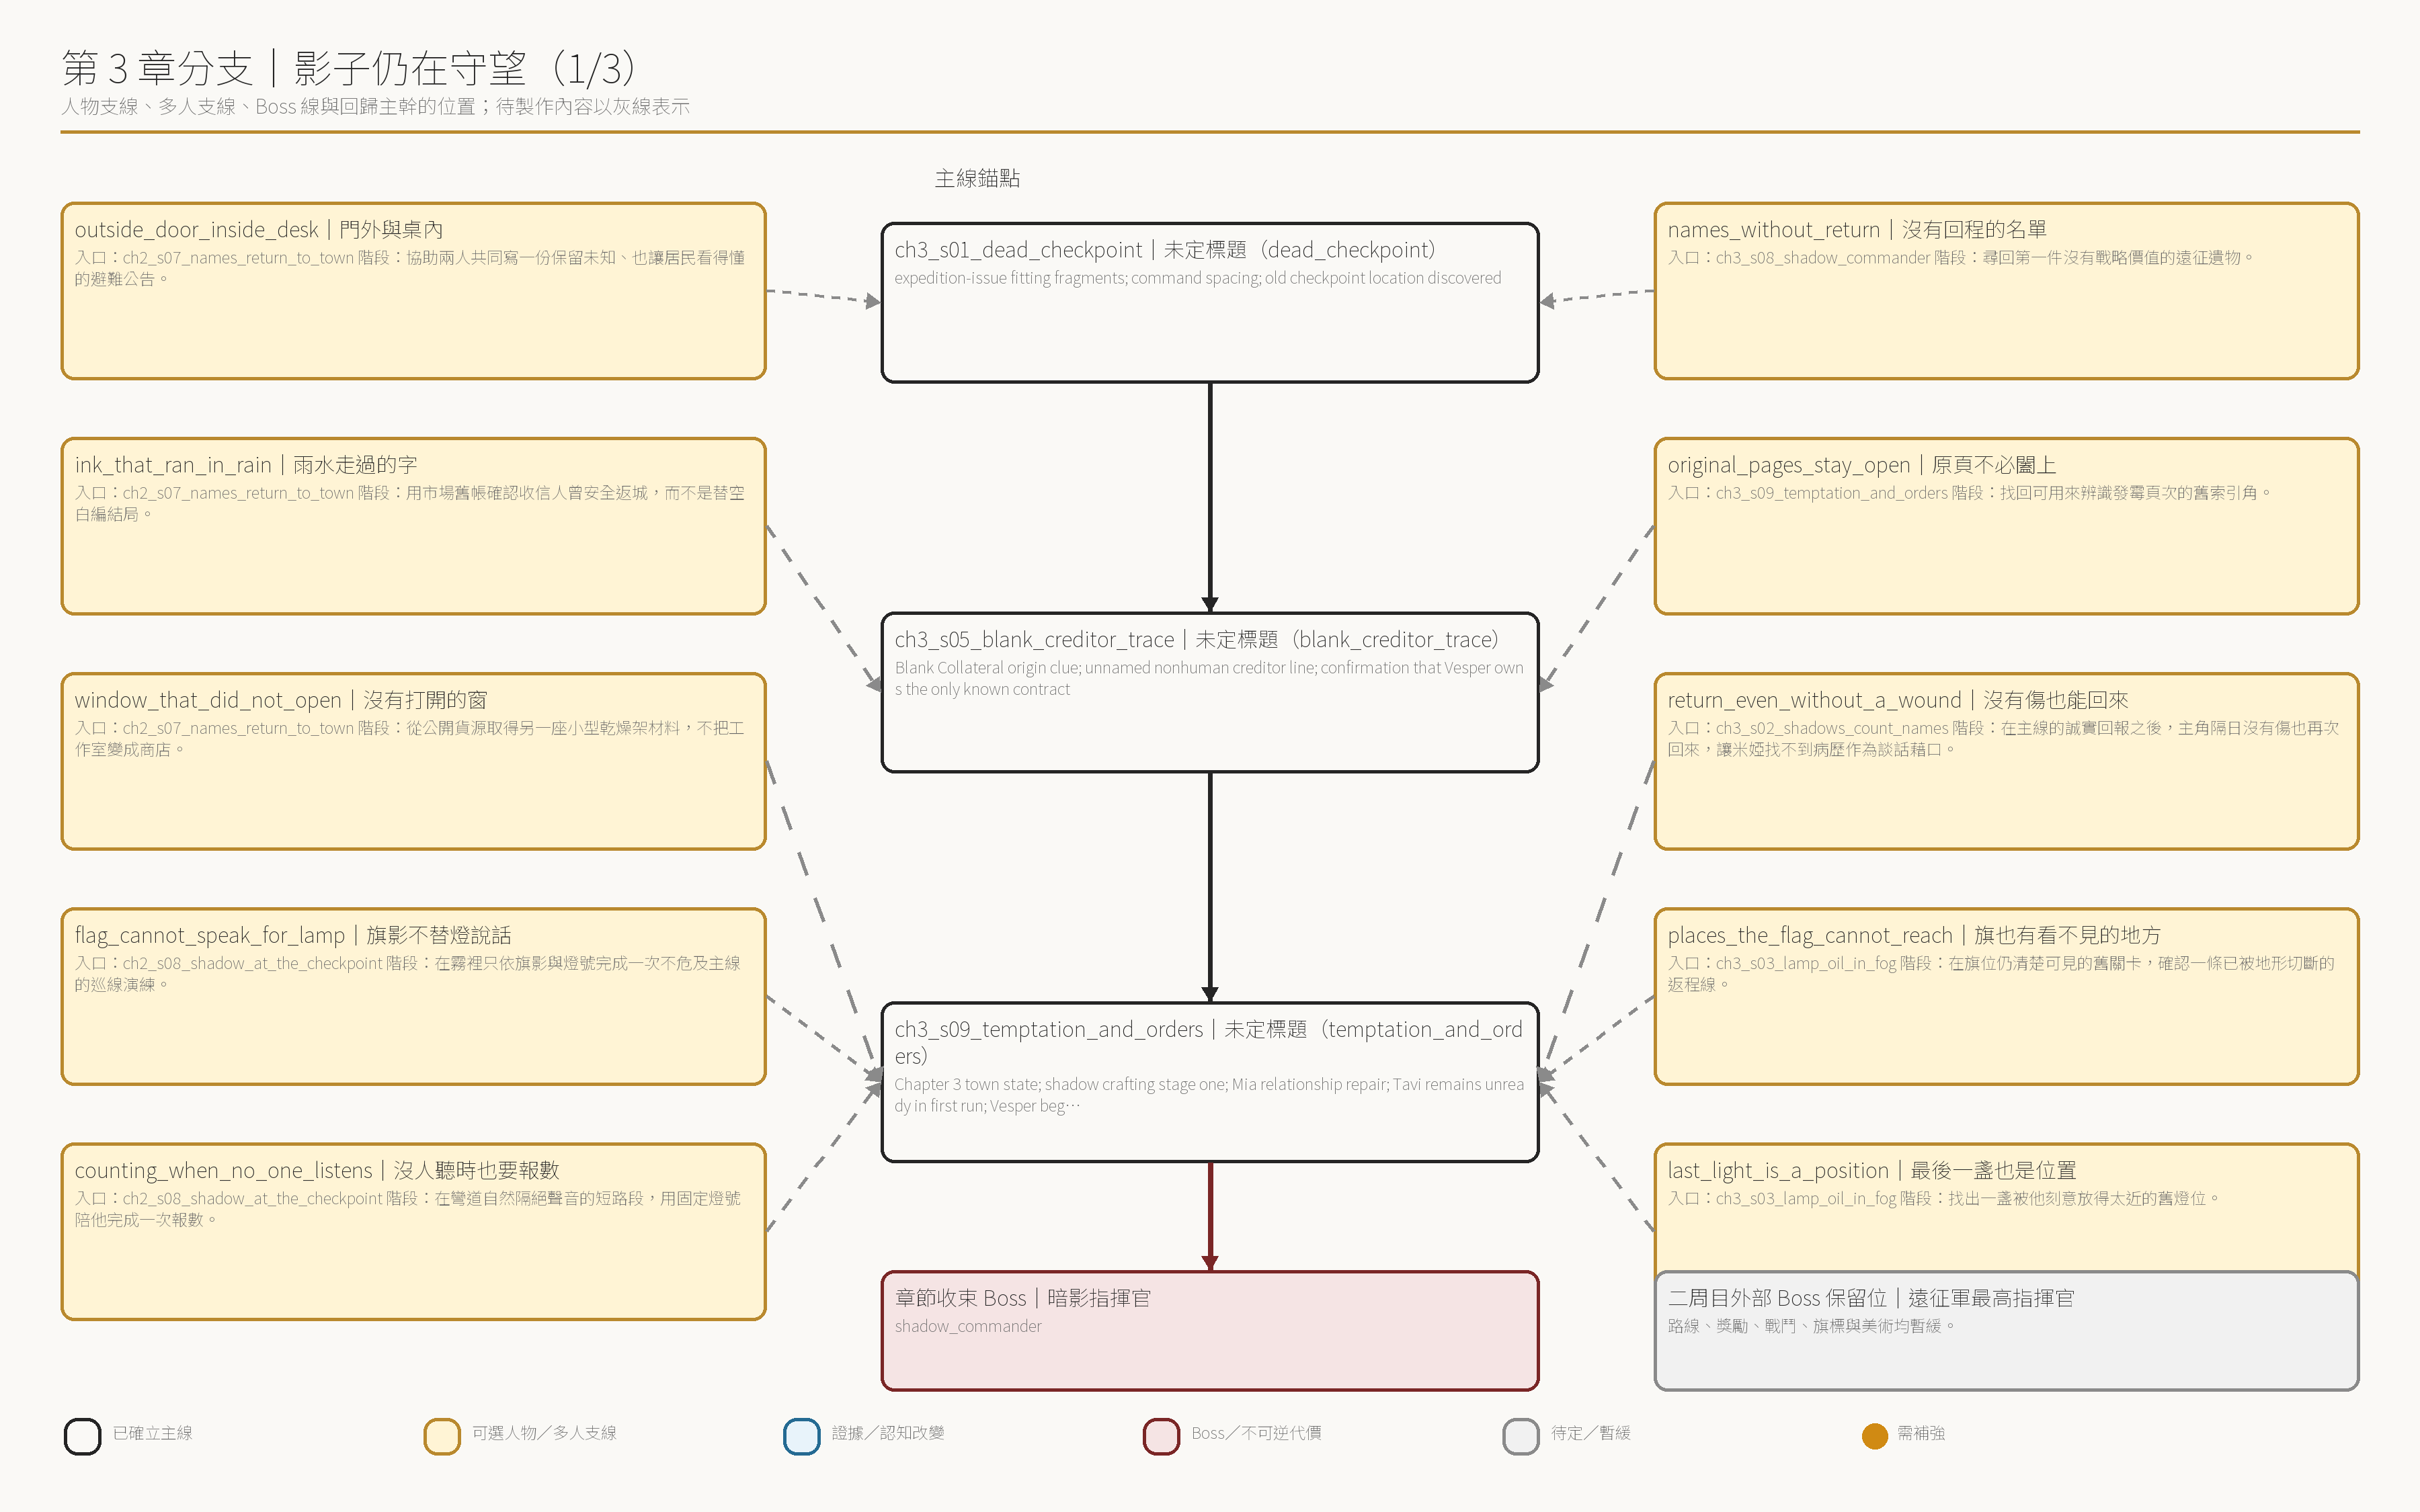 第 3 章分支｜影子仍在守望（1/3）
人物支線、多人支線、Boss 線與回歸主幹的位置；待製作內容以灰線表示
主線錨點
outside_door_inside_desk｜門外與桌內
入口：ch2_s07_names_return_to_town 階段：協助兩人共同寫一份保留未知、也讓居民看得懂
的避難公告。
ink_that_ran_in_rain｜雨水走過的字
入口：ch2_s07_names_return_to_town 階段：用市場舊帳確認收信人曾安全返城，而不是替空
白編結局。
window_that_did_not_open｜沒有打開的窗
入口：ch2_s07_names_return_to_town 階段：從公開貨源取得另一座小型乾燥架材料，不把工
作室變成商店。
flag_cannot_speak_for_lamp｜旗影不替燈說話
入口：ch2_s08_shadow_at_the_checkpoint 階段：在霧裡只依旗影與燈號完成一次不危及主線
的巡線演練。
counting_when_no_one_listens｜沒人聽時也要報數
入口：ch2_s08_shadow_at_the_checkpoint 階段：在彎道自然隔絕聲音的短路段，用固定燈號
陪他完成一次報數。
ch3_s01_dead_checkpoint｜未定標題（dead_checkpoint）
expedition-issue fitting fragments; command spacing; old checkpoint location discovered
ch3_s05_blank_creditor_trace｜未定標題（blank_creditor_trace）
Blank Collateral origin clue; unnamed nonhuman creditor line; confirmation that Vesper own
s the only known contract
ch3_s09_temptation_and_orders｜未定標題（temptation_and_ord
ers）
Chapter 3 town state; shadow crafting stage one; Mia relationship repair; Tavi remains unrea
dy in first run; Vesper beg…
章節收束 Boss｜暗影指揮官
shadow_commander
names_without_return｜沒有回程的名單
入口：ch3_s08_shadow_commander 階段：尋回第一件沒有戰略價值的遠征遺物。
original_pages_stay_open｜原頁不必闔上
入口：ch3_s09_temptation_and_orders 階段：找回可用來辨識發霉頁次的舊索引角。
return_even_without_a_wound｜沒有傷也能回來
入口：ch3_s02_shadows_count_names 階段：在主線的誠實回報之後，主角隔日沒有傷也再次
回來，讓米婭找不到病歷作為談話藉口。
places_the_flag_cannot_reach｜旗也有看不見的地方
入口：ch3_s03_lamp_oil_in_fog 階段：在旗位仍清楚可見的舊關卡，確認一條已被地形切斷的
返程線。
last_light_is_a_position｜最後一盞也是位置
入口：ch3_s03_lamp_oil_in_fog 階段：找出一盞被他刻意放得太近的舊燈位。
二周目外部 Boss 保留位｜遠征軍最高指揮官
路線、獎勵、戰鬥、旗標與美術均暫緩。
已確立主線
可選人物／多人支線
證據／認知改變
Boss／不可逆代價
待定／暫緩
需補強